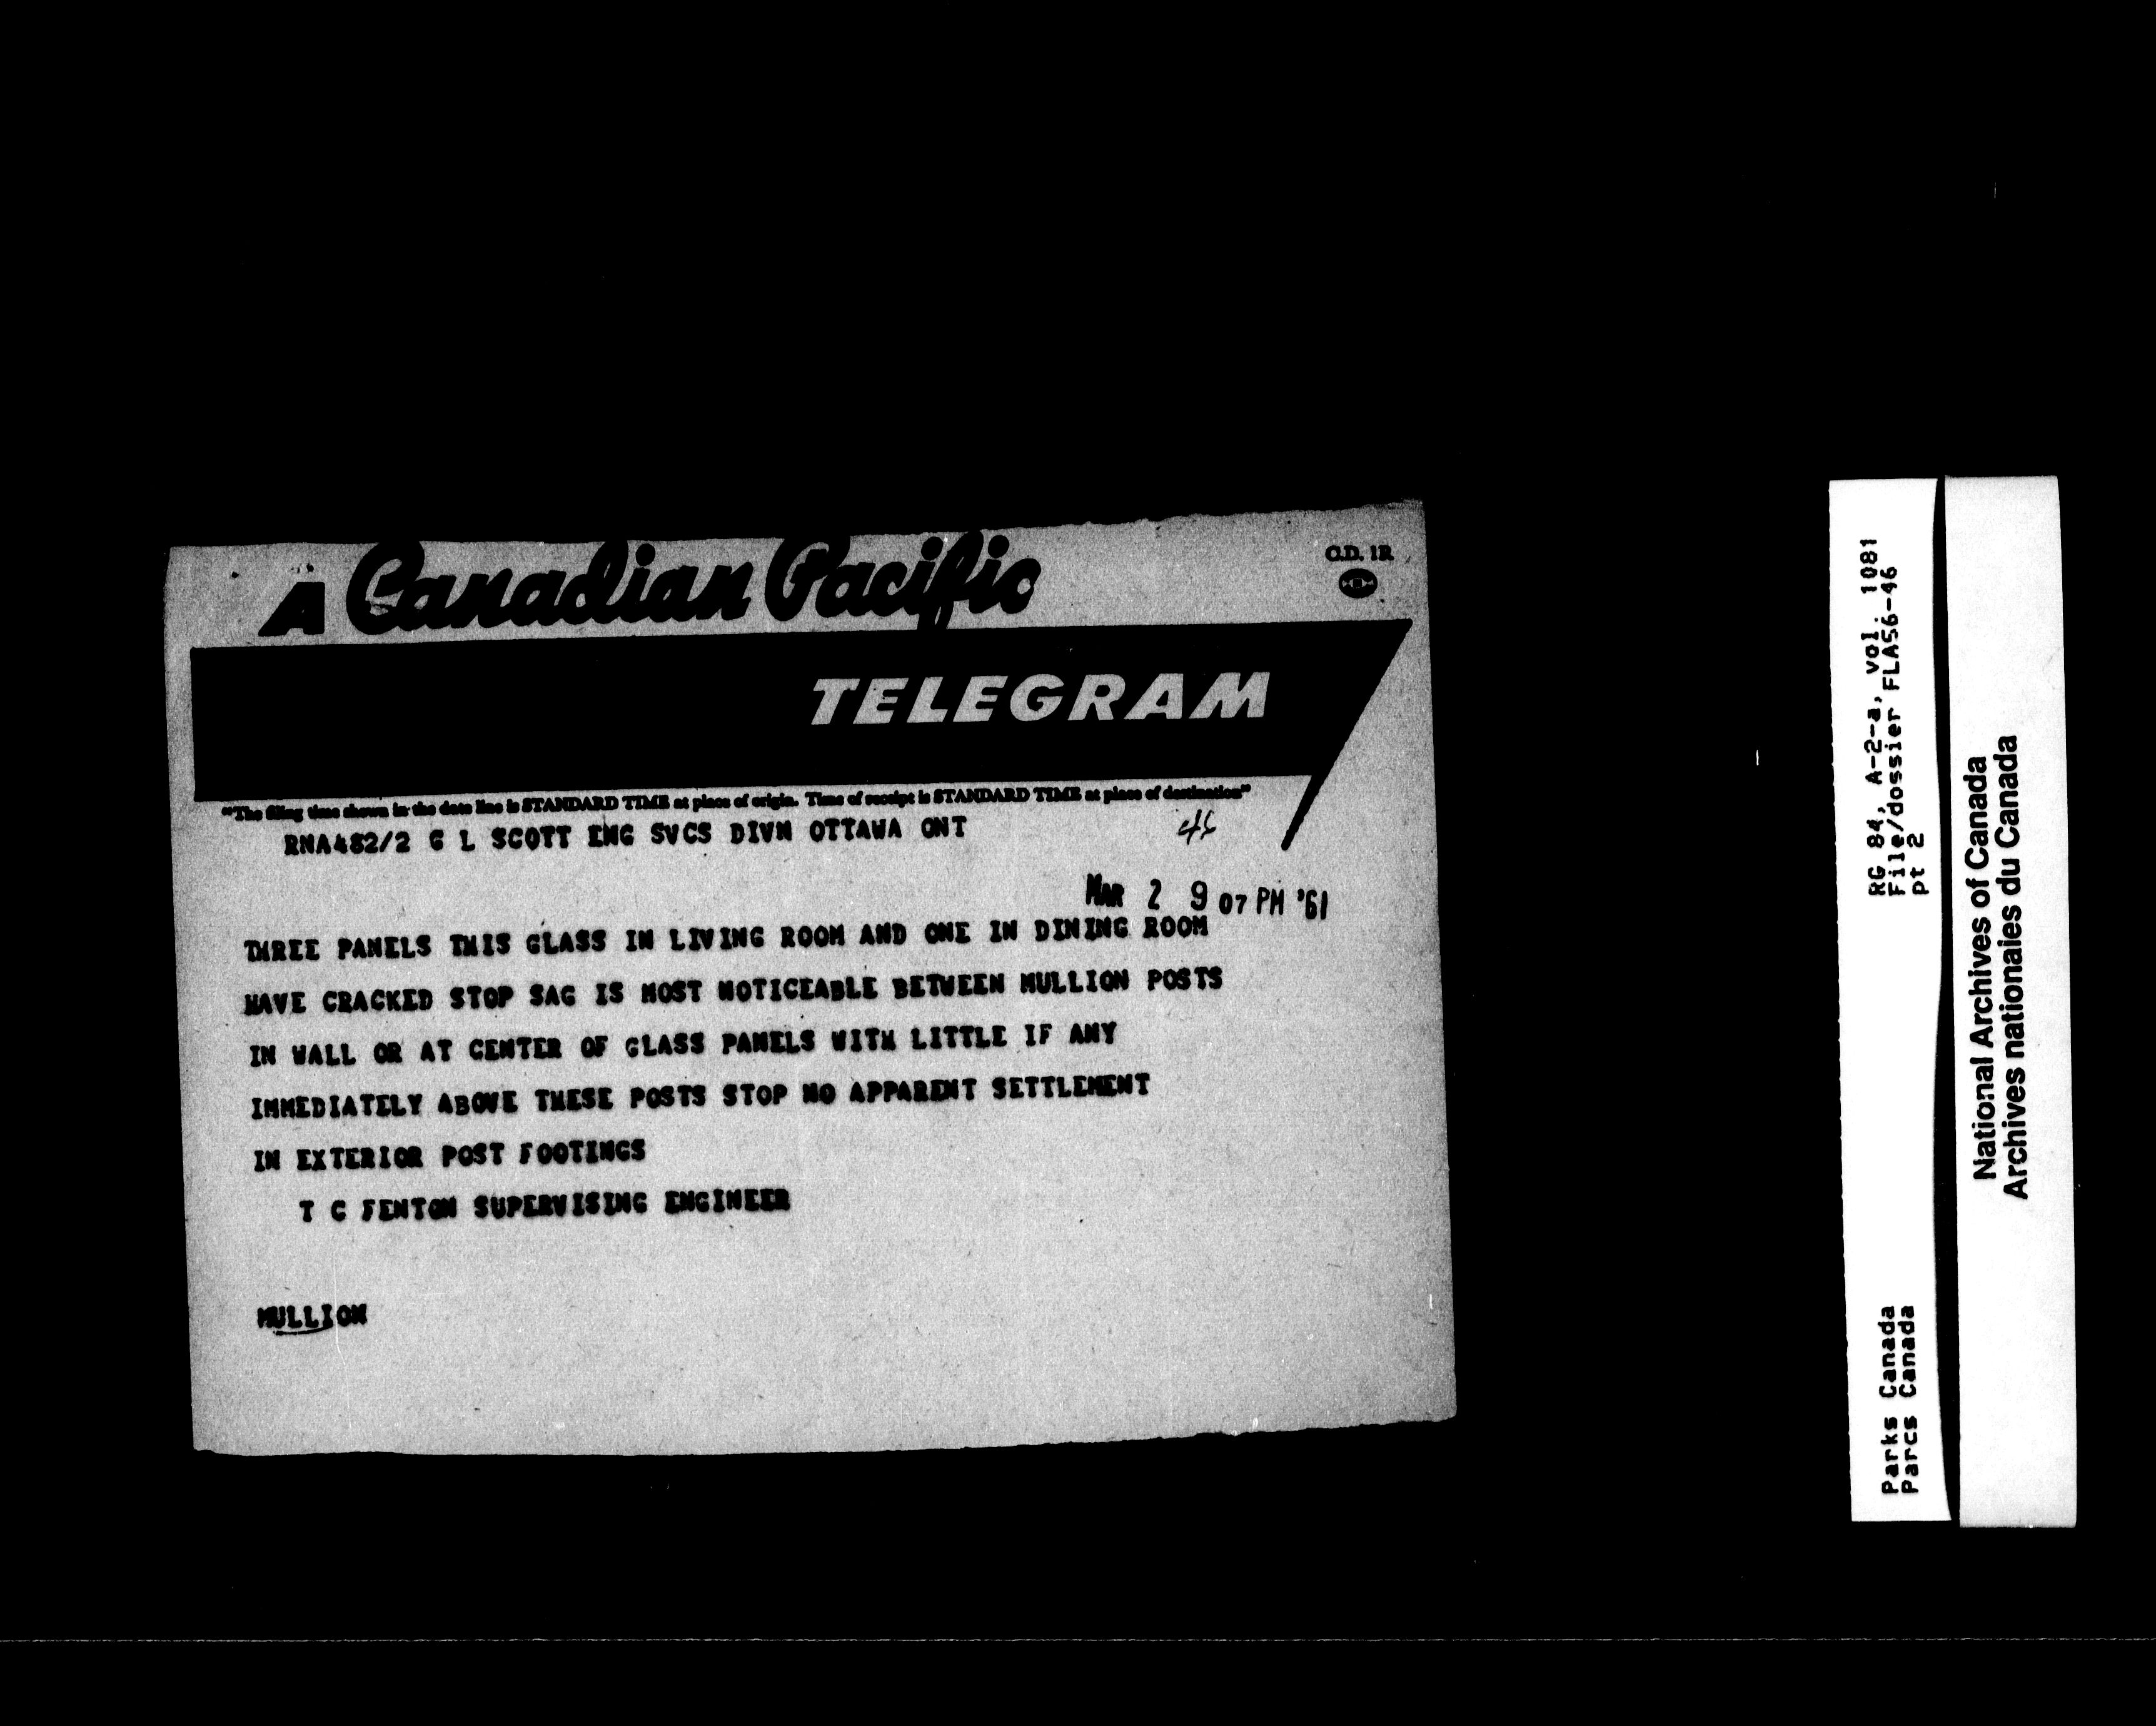 A Canadian Pacific
C.D. 1R
TELEGRAM
"The filing time shown in the date line is STANDARD TIME at place of origin. Time of receipt is STANDARD TIME at place of destination"
RNA482/2 G L SCOTT ENG SVCS DIVN OTTAWA ONT
MAR 2 9 07 PM '61
THREE PANELS THIS GLASS IN LIVING ROOM AND ONE IN DINING ROOM
HAVE CRACKED STOP SAG IS MOST NOTICEABLE BETWEEN MULLION POSTS
IN WALL OR AT CENTER OF GLASS PANELS WITH LITTLE IF ANY
IMMEDIATELY ABOVE THESE POSTS STOP NO APPARENT SETTLEMENT
IN EXTERIOR POST FOOTINGS
T C FENTON SUPERVISING ENGINEER
MULLION
RG 84, A-2-a, vol. 1081
File/dossier FLA56-46
pt 2
Parks Canada
Parcs Canada
National Archives of Canada
Archives nationales du Canada